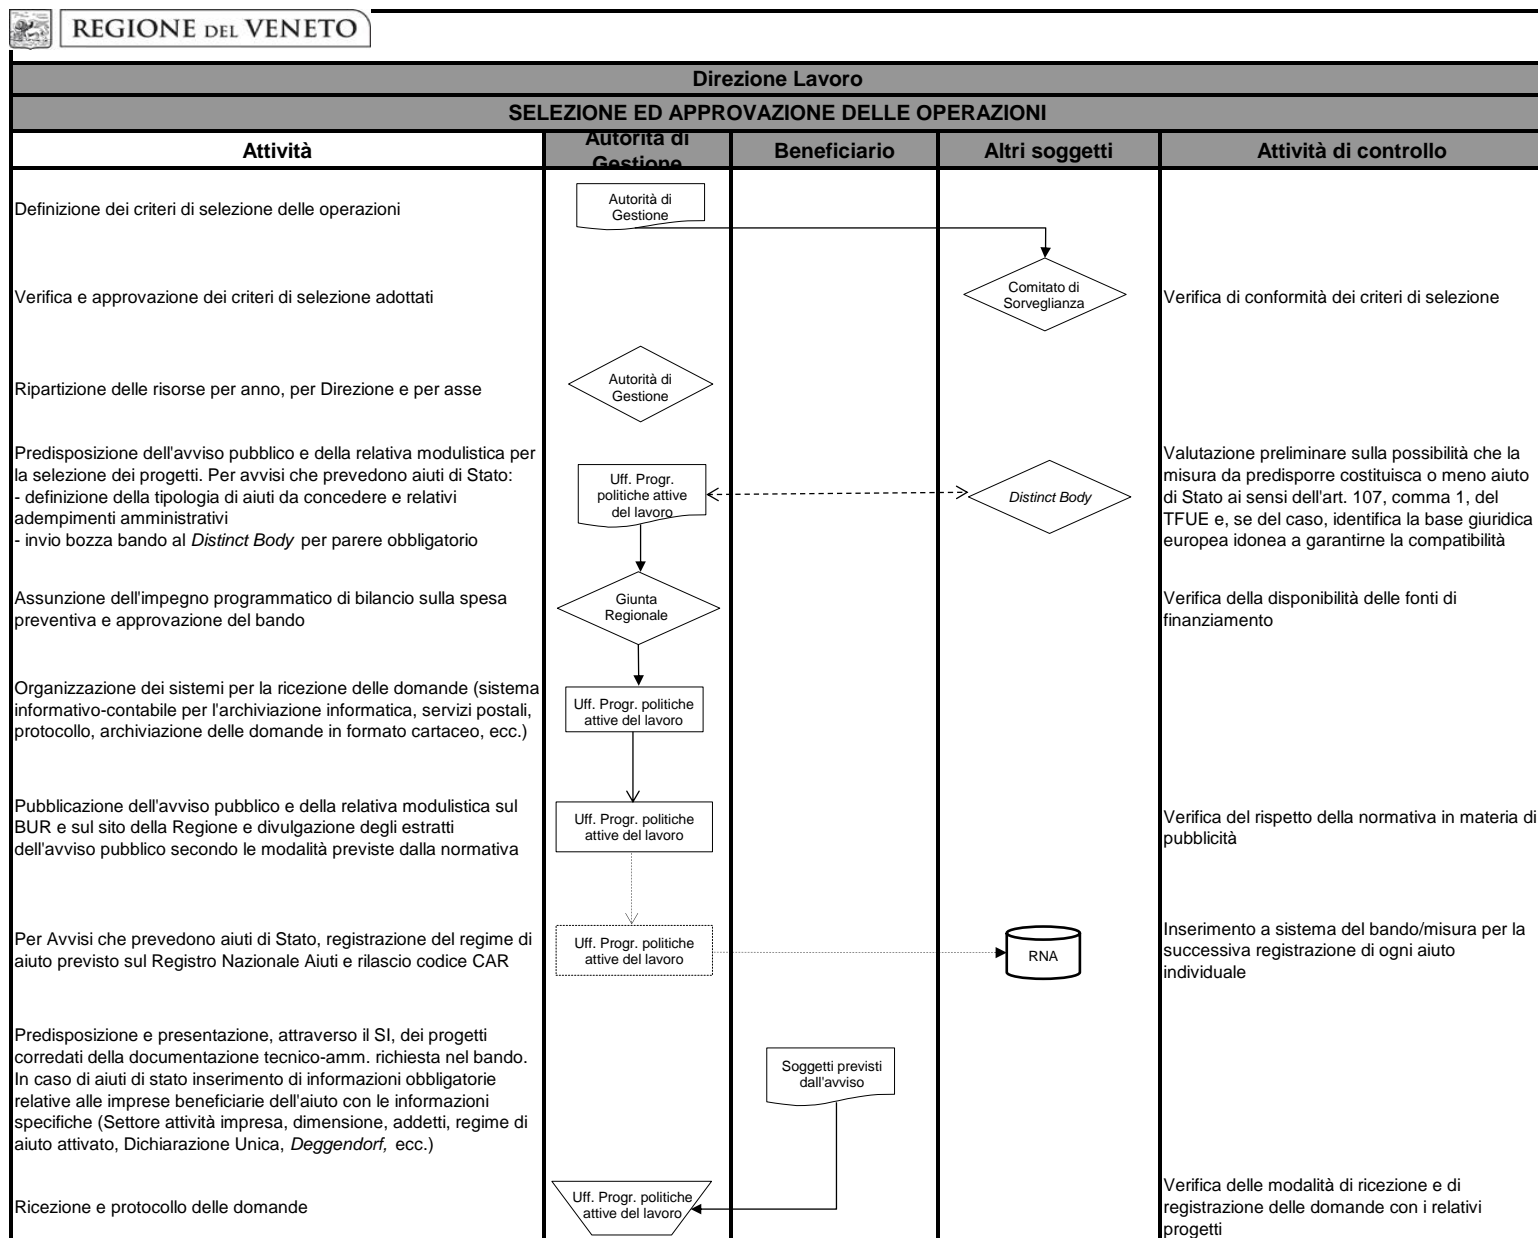 REGIONE DEL VENETO
Direzione Lavoro
SELEZIONE ED APPROVAZIONE DELLE OPERAZIONI
Attività
Autorità di
Gestione
Beneficiario
Altri soggetti
Attività di controllo
Definizione dei criteri di selezione delle operazioni
Autorità di
Gestione
Verifica e approvazione dei criteri di selezione adottati
Comitato di
Sorveglianza
Verifica di conformità dei criteri di selezione
Ripartizione delle risorse per anno, per Direzione e per asse
Autorità di
Gestione
Predisposizione dell'avviso pubblico e della relativa modulistica per
la selezione dei progetti. Per avvisi che prevedono aiuti di Stato:
- definizione della tipologia di aiuti da concedere e relativi
adempimenti amministrativi
- invio bozza bando al Distinct Body per parere obbligatorio
Uff. Progr.
politiche attive
del lavoro
Distinct Body
Valutazione preliminare sulla possibilità che la
misura da predisporre costituisca o meno aiuto
di Stato ai sensi dell'art. 107, comma 1, del
TFUE e, se del caso, identifica la base giuridica
europea idonea a garantirne la compatibilità
Assunzione dell'impegno programmatico di bilancio sulla spesa
preventiva e approvazione del bando
Giunta
Regionale
Verifica della disponibilità delle fonti di
finanziamento
Organizzazione dei sistemi per la ricezione delle domande (sistema
informativo-contabile per l'archiviazione informatica, servizi postali,
protocollo, archiviazione delle domande in formato cartaceo, ecc.)
Uff. Progr. politiche
attive del lavoro
Pubblicazione dell'avviso pubblico e della relativa modulistica sul
BUR e sul sito della Regione e divulgazione degli estratti
dell'avviso pubblico secondo le modalità previste dalla normativa
Uff. Progr. politiche
attive del lavoro
Verifica del rispetto della normativa in materia di
pubblicità
Per Avvisi che prevedono aiuti di Stato, registrazione del regime di
aiuto previsto sul Registro Nazionale Aiuti e rilascio codice CAR
Uff. Progr. politiche
attive del lavoro
RNA
Inserimento a sistema del bando/misura per la
successiva registrazione di ogni aiuto
individuale
Predisposizione e presentazione, attraverso il SI, dei progetti
corredati della documentazione tecnico-amm. richiesta nel bando.
In caso di aiuti di stato inserimento di informazioni obbligatorie
relative alle imprese beneficiarie dell'aiuto con le informazioni
specifiche (Settore attività impresa, dimensione, addetti, regime di
aiuto attivato, Dichiarazione Unica, Deggendorf, ecc.)
Soggetti previsti
dall'avviso
Ricezione e protocollo delle domande
Uff. Progr. politiche
attive del lavoro
Verifica delle modalità di ricezione e di
registrazione delle domande con i relativi
progetti